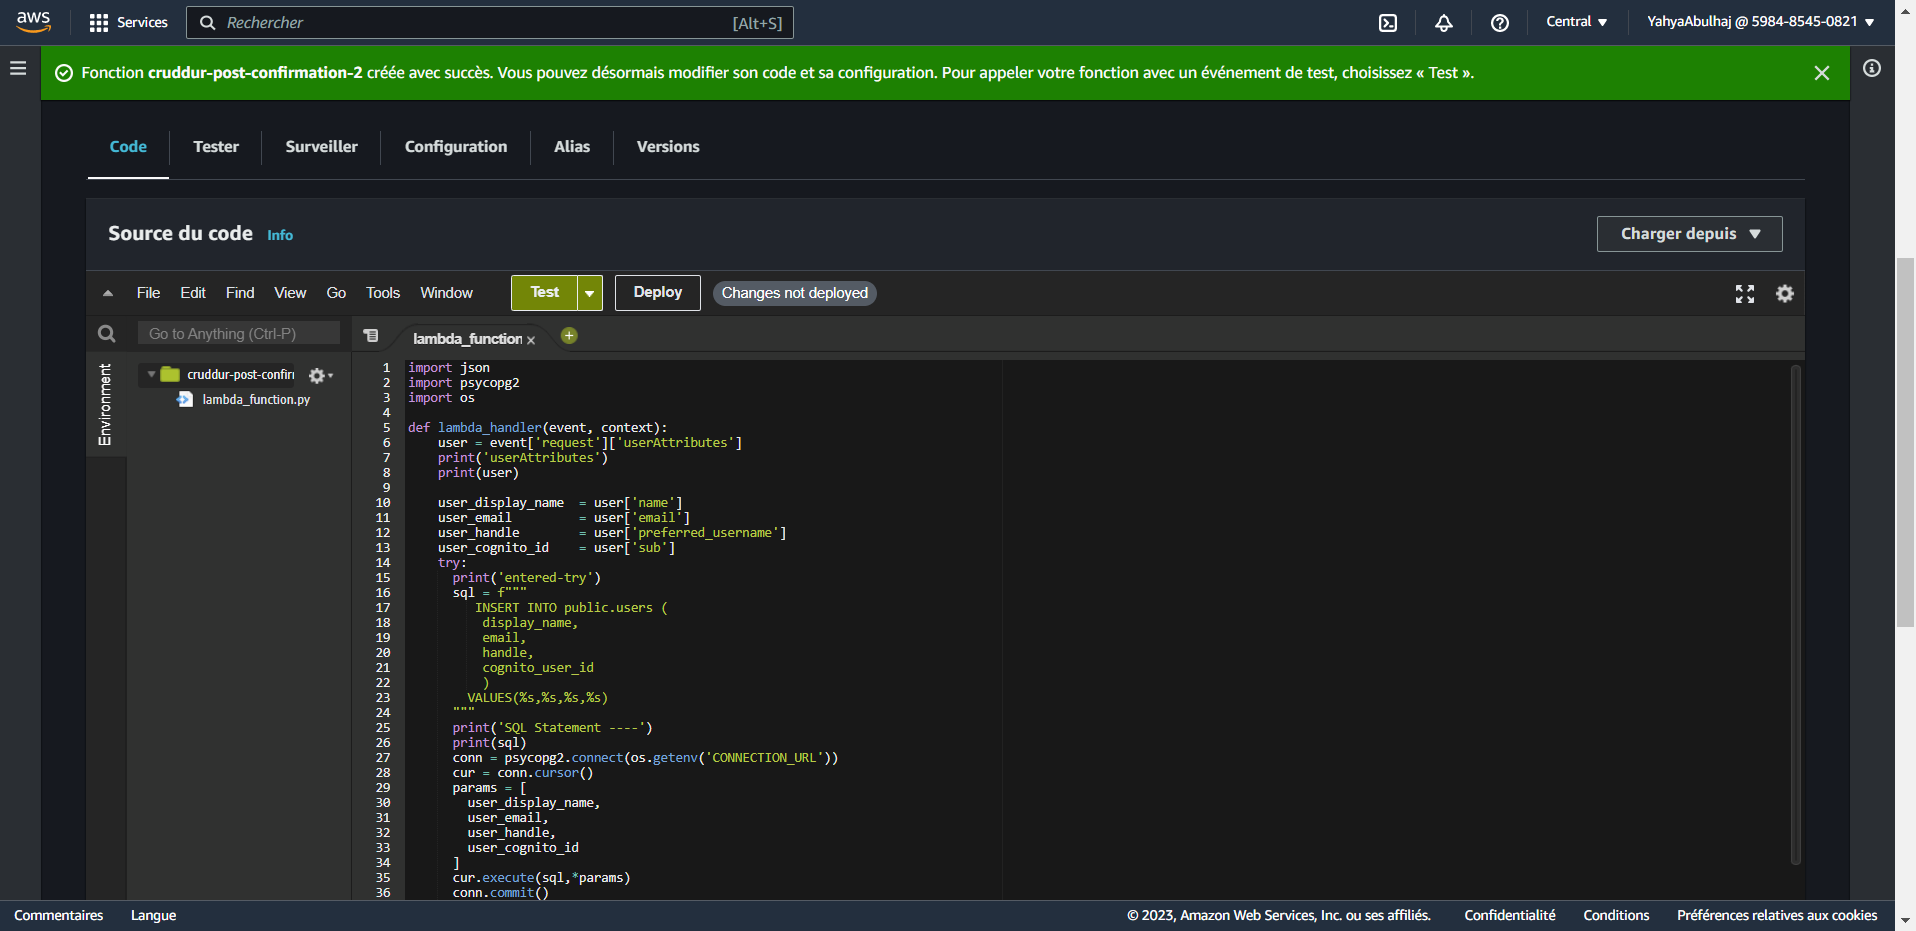 aws
Services
Rechercher
[Alt+S]
Central ▼
YahyaAbulhaj @ 5984-8545-0821 ▼
Fonction cruddur-post-confirmation-2 créée avec succès. Vous pouvez désormais modifier son code et sa configuration. Pour appeler votre fonction avec un événement de test, choisissez « Test ».
Code
Tester
Surveiller
Configuration
Alias
Versions
Source du code Info
Charger depuis ▼
File Edit Find View Go Tools Window
Test
Deploy
Changes not deployed
Go to Anything (Ctrl-P)
lambda_function
Environment
cruddur-post-confir
lambda_function.py
1 import json
2 import psycopg2
3 import os
4
5 def lambda_handler(event, context):
6     user = event['request']['userAttributes']
7     print('userAttributes')
8     print(user)
9
10     user_display_name  = user['name']
11     user_email         = user['email']
12     user_handle        = user['preferred_username']
13     user_cognito_id    = user['sub']
14     try:
15       print('entered-try')
16       sql = f"""
17          INSERT INTO public.users (
18           display_name,
19           email,
20           handle,
21           cognito_user_id
22           )
23         VALUES(%s,%s,%s,%s)
24       """
25       print('SQL Statement ----')
26       print(sql)
27       conn = psycopg2.connect(os.getenv('CONNECTION_URL'))
28       cur = conn.cursor()
29       params = [
30         user_display_name,
31         user_email,
32         user_handle,
33         user_cognito_id
34       ]
35       cur.execute(sql,*params)
36       conn.commit()
Commentaires
Langue
© 2023, Amazon Web Services, Inc. ou ses affiliés.
Confidentialité
Conditions
Préférences relatives aux cookies